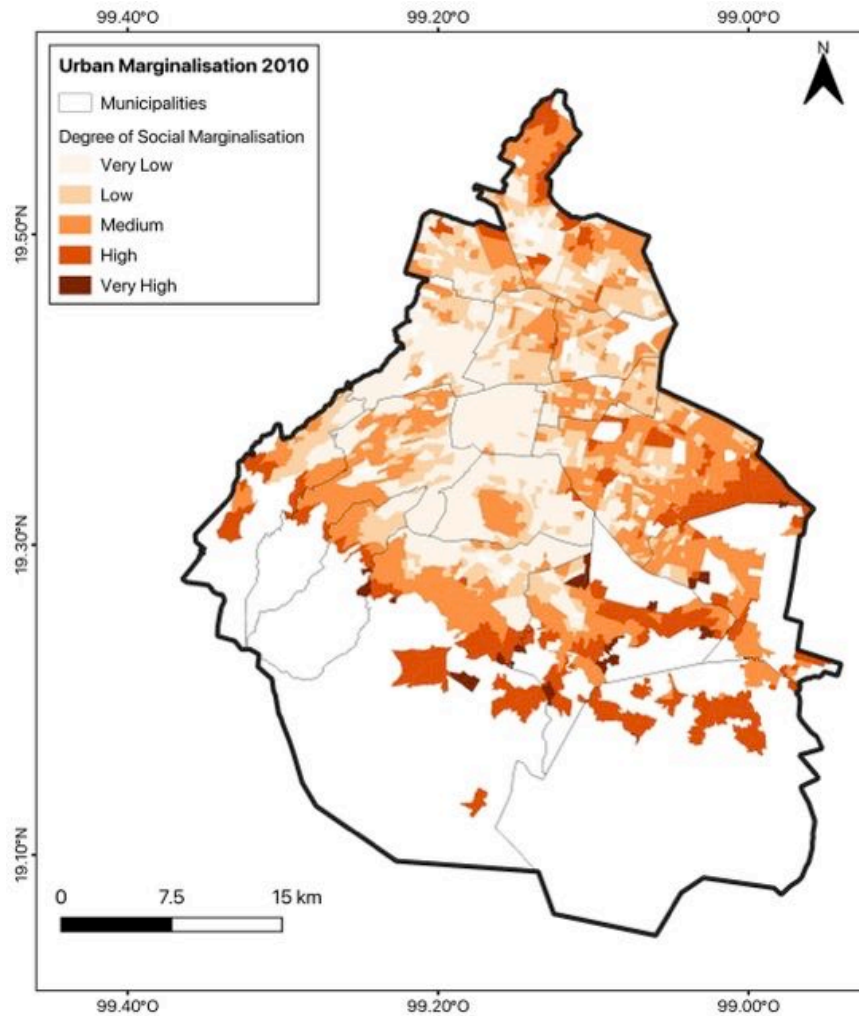 99.40°O 99.20°O 99.00°O
N
Urban Marginalisation 2010
Municipalities
Degree of Social Marginalisation
Very Low
Low
Medium
High
Very High
19.50°N
19.30°N
19.10°N
0 7.5 15 km
99.40°O 99.20°O 99.00°O